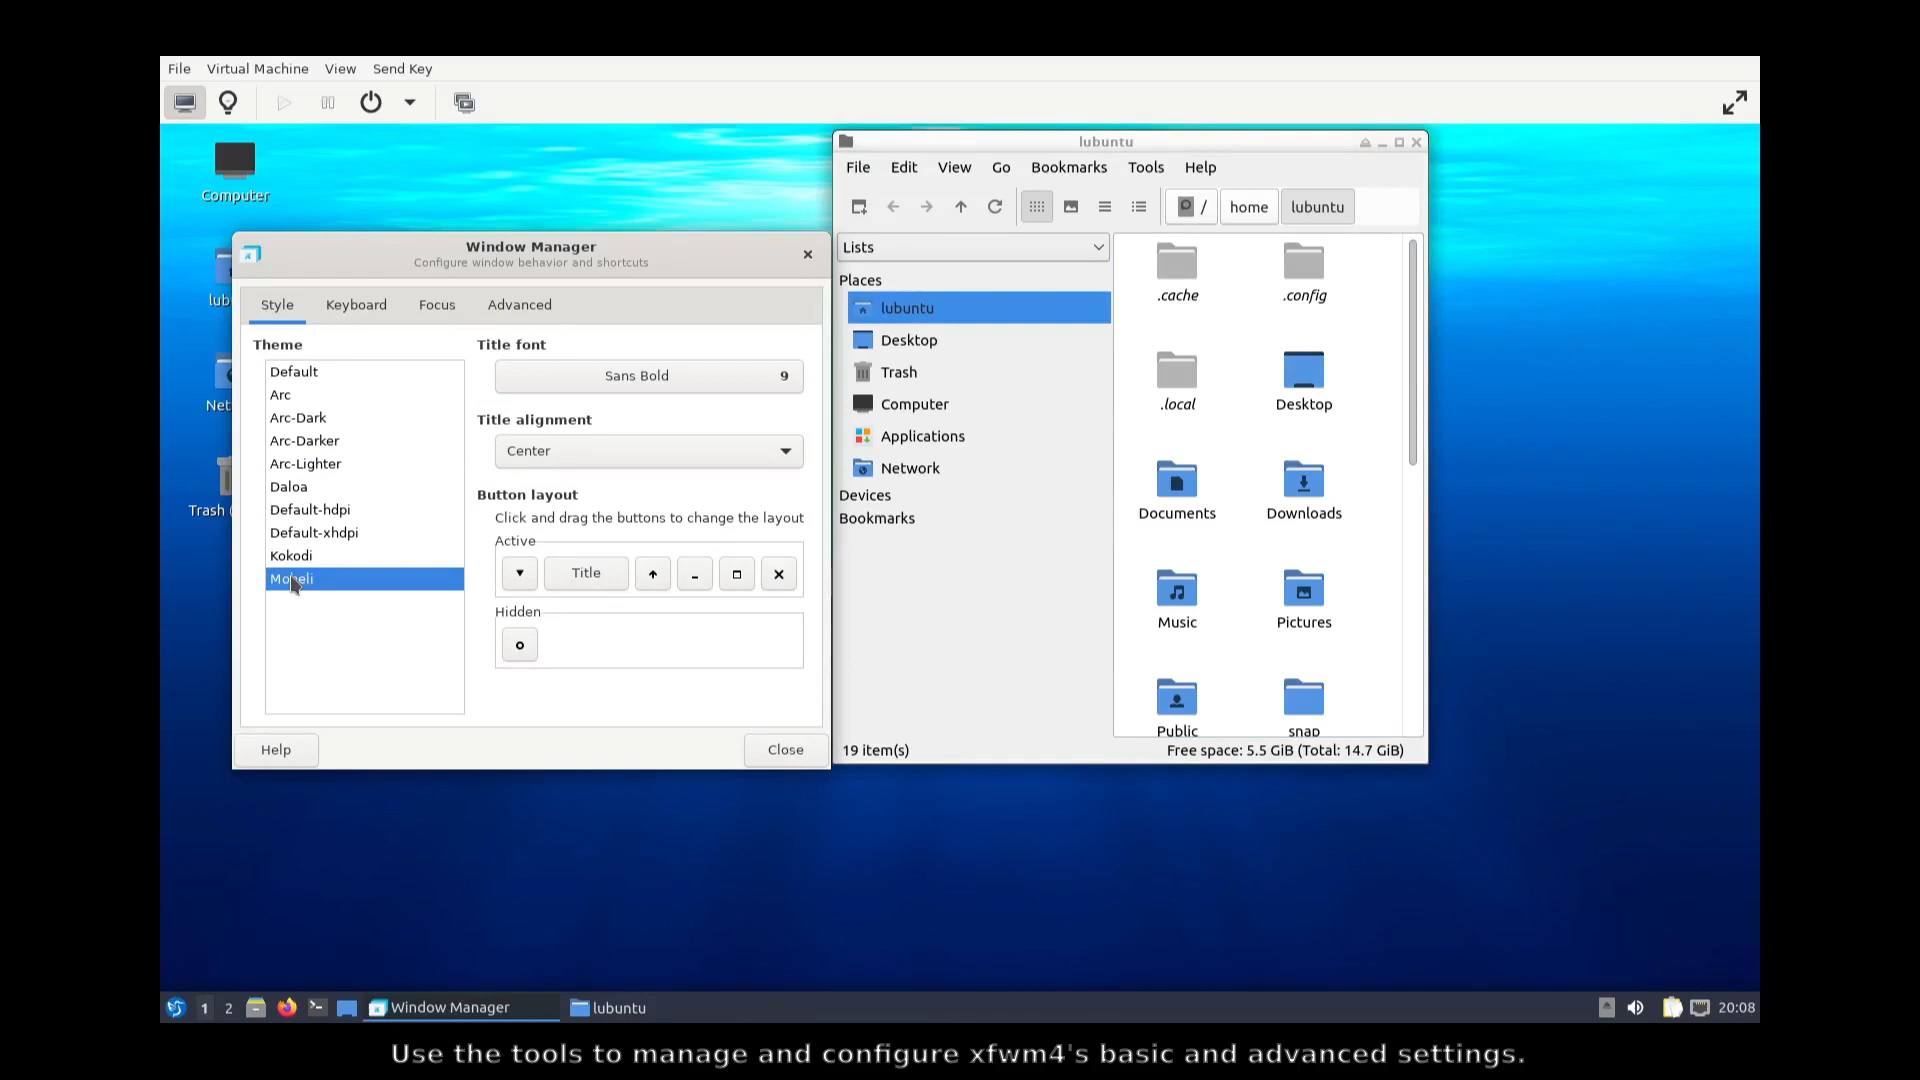 File Virtual Machine View Send Key
Computer
lub
Net
Trash (
Window Manager
Configure window behavior and shortcuts
Style Keyboard Focus Advanced
Theme
Default
Arc
Arc-Dark
Arc-Darker
Arc-Lighter
Daloa
Default-hdpi
Default-xhdpi
Kokodi
Title font
Sans Bold 9
Title alignment
Center
Button layout
Click and drag the buttons to change the layout
Active
Title
Hidden
Help Close
lubuntu
File Edit View Go Bookmarks Tools Help
/ home lubuntu
Lists
Places
lubuntu
Desktop
Trash
Computer
Applications
Network
Devices
Bookmarks
.cache .config
.local Desktop
Documents Downloads
Music Pictures
Public snap
19 item(s) Free space: 5.5 GiB (Total: 14.7 GiB)
1 2 Window Manager lubuntu 20:08
Use the tools to manage and configure xfwm4's basic and advanced settings.